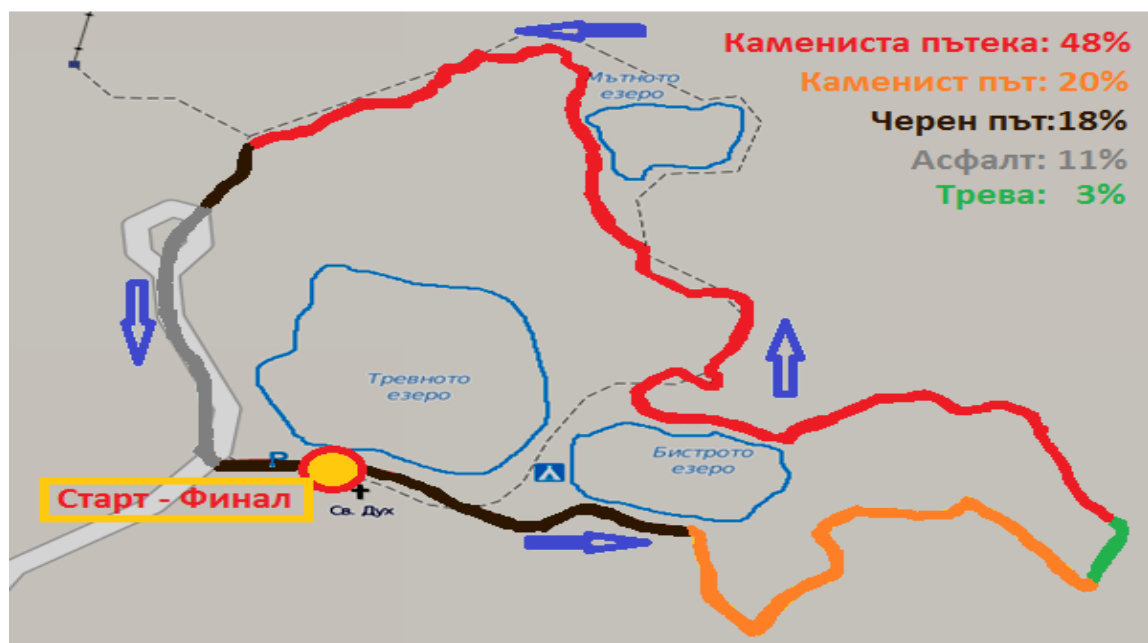 Камениста пътека: 48%
Каменист път: 20%
Черен път:18%
Асфалт: 11%
Трева: 3%
Мътното
езеро
Тревното
езеро
Бистрото
езеро
P
Старт - Финал
Св. Дух